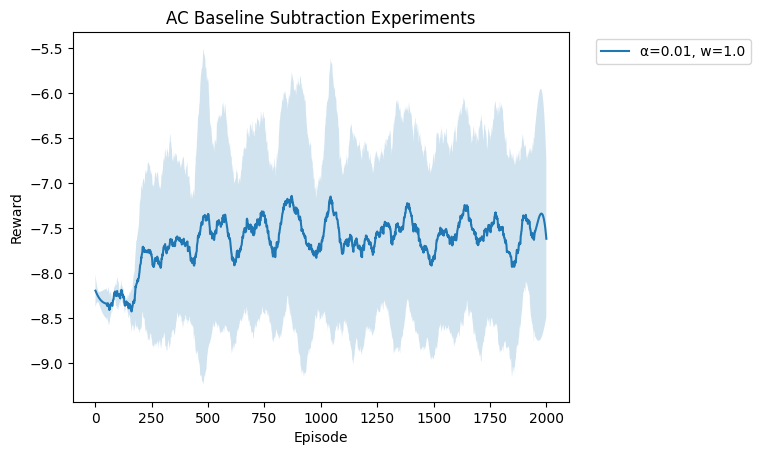 AC Baseline Subtraction Experiments
α=0.01, w=1.0
−5.5
−6.0
−6.5
−7.0
−7.5
−8.0
−8.5
−9.0
Reward
0 250 500 750 1000 1250 1500 1750 2000
Episode